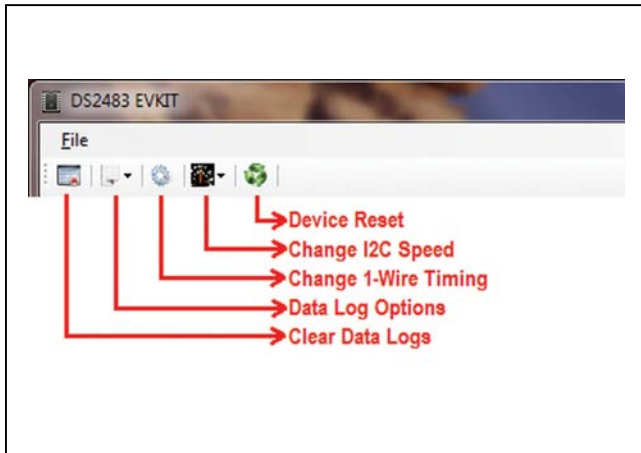 DS2483 EVKIT
File
Device Reset
Change I2C Speed
Change 1-Wire Timing
Data Log Options
Clear Data Logs